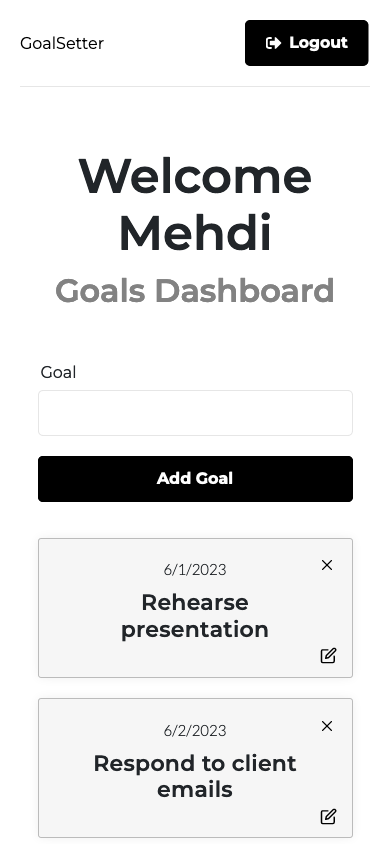 GoalSetter
Logout
Welcome
Mehdi
Goals Dashboard
Goal
Add Goal
6/1/2023
Rehearse
presentation
6/2/2023
Respond to client
emails